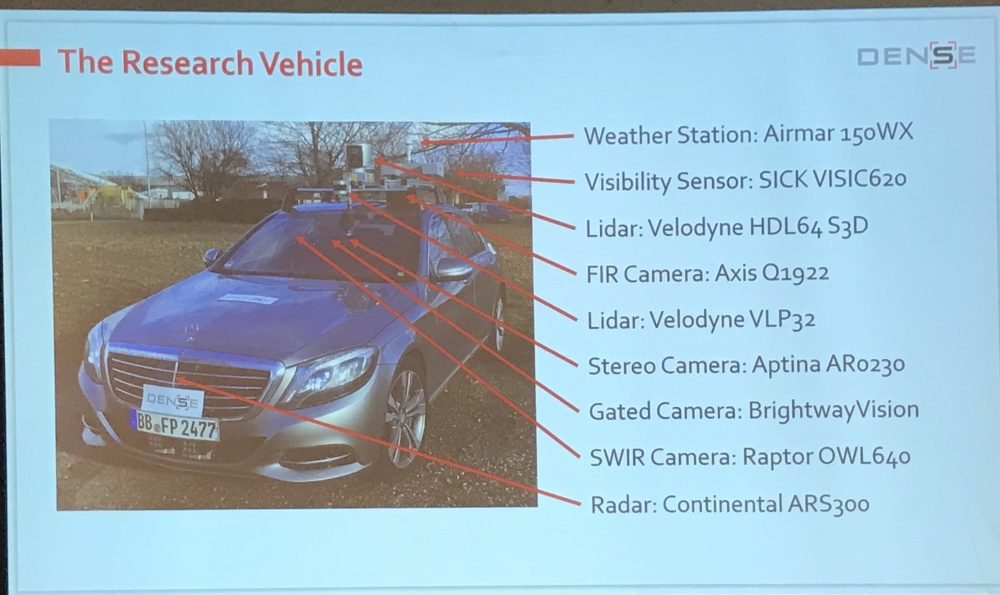 The Research Vehicle
DENSE
Weather Station: Airmar 150WX
Visibility Sensor: SICK VISIC620
Lidar: Velodyne HDL64 S3D
FIR Camera: Axis Q1922
Lidar: Velodyne VLP32
Stereo Camera: Aptina AR0230
Gated Camera: BrightwayVision
SWIR Camera: Raptor OWL640
Radar: Continental ARS300
DENSE
BB FP 2477